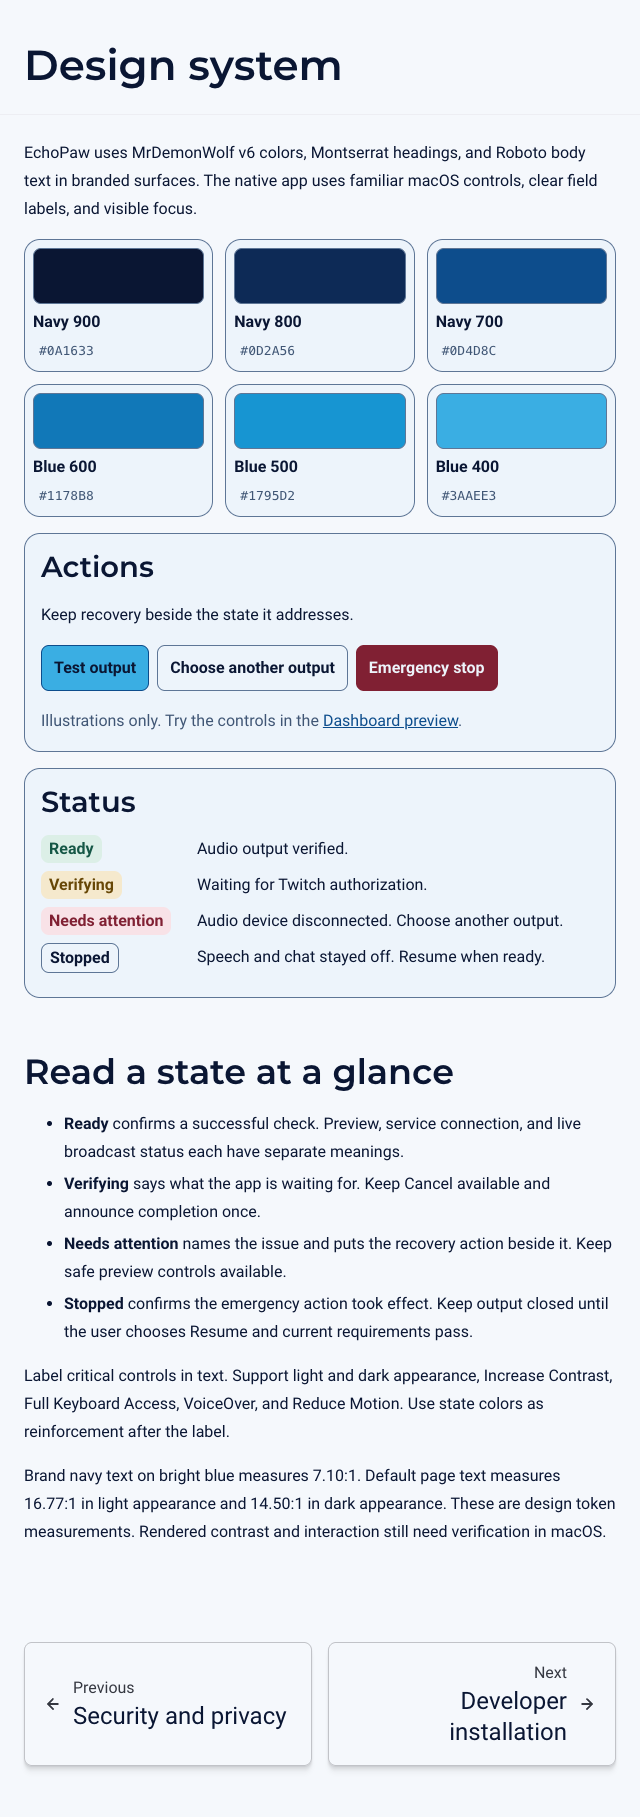 Design system
EchoPaw uses MrDemonWolf v6 colors, Montserrat headings, and Roboto body
text in branded surfaces. The native app uses familiar macOS controls, clear field
labels, and visible focus.
Navy 900
#0A1633
Navy 800
#0D2A56
Navy 700
#0D4D8C
Blue 600
#1178B8
Blue 500
#1795D2
Blue 400
#3AAEE3
Actions
Keep recovery beside the state it addresses.
Test output
Choose another output
Emergency stop
Illustrations only. Try the controls in the Dashboard preview.
Status
Ready
Audio output verified.
Verifying
Waiting for Twitch authorization.
Needs attention
Audio device disconnected. Choose another output.
Stopped
Speech and chat stayed off. Resume when ready.
Read a state at a glance
• Ready confirms a successful check. Preview, service connection, and live
broadcast status each have separate meanings.
• Verifying says what the app is waiting for. Keep Cancel available and
announce completion once.
• Needs attention names the issue and puts the recovery action beside it. Keep
safe preview controls available.
• Stopped confirms the emergency action took effect. Keep output closed until
the user chooses Resume and current requirements pass.
Label critical controls in text. Support light and dark appearance, Increase Contrast,
Full Keyboard Access, VoiceOver, and Reduce Motion. Use state colors as
reinforcement after the label.
Brand navy text on bright blue measures 7.10:1. Default page text measures
16.77:1 in light appearance and 14.50:1 in dark appearance. These are design token
measurements. Rendered contrast and interaction still need verification in macOS.
Previous
Security and privacy
Next
Developer
installation